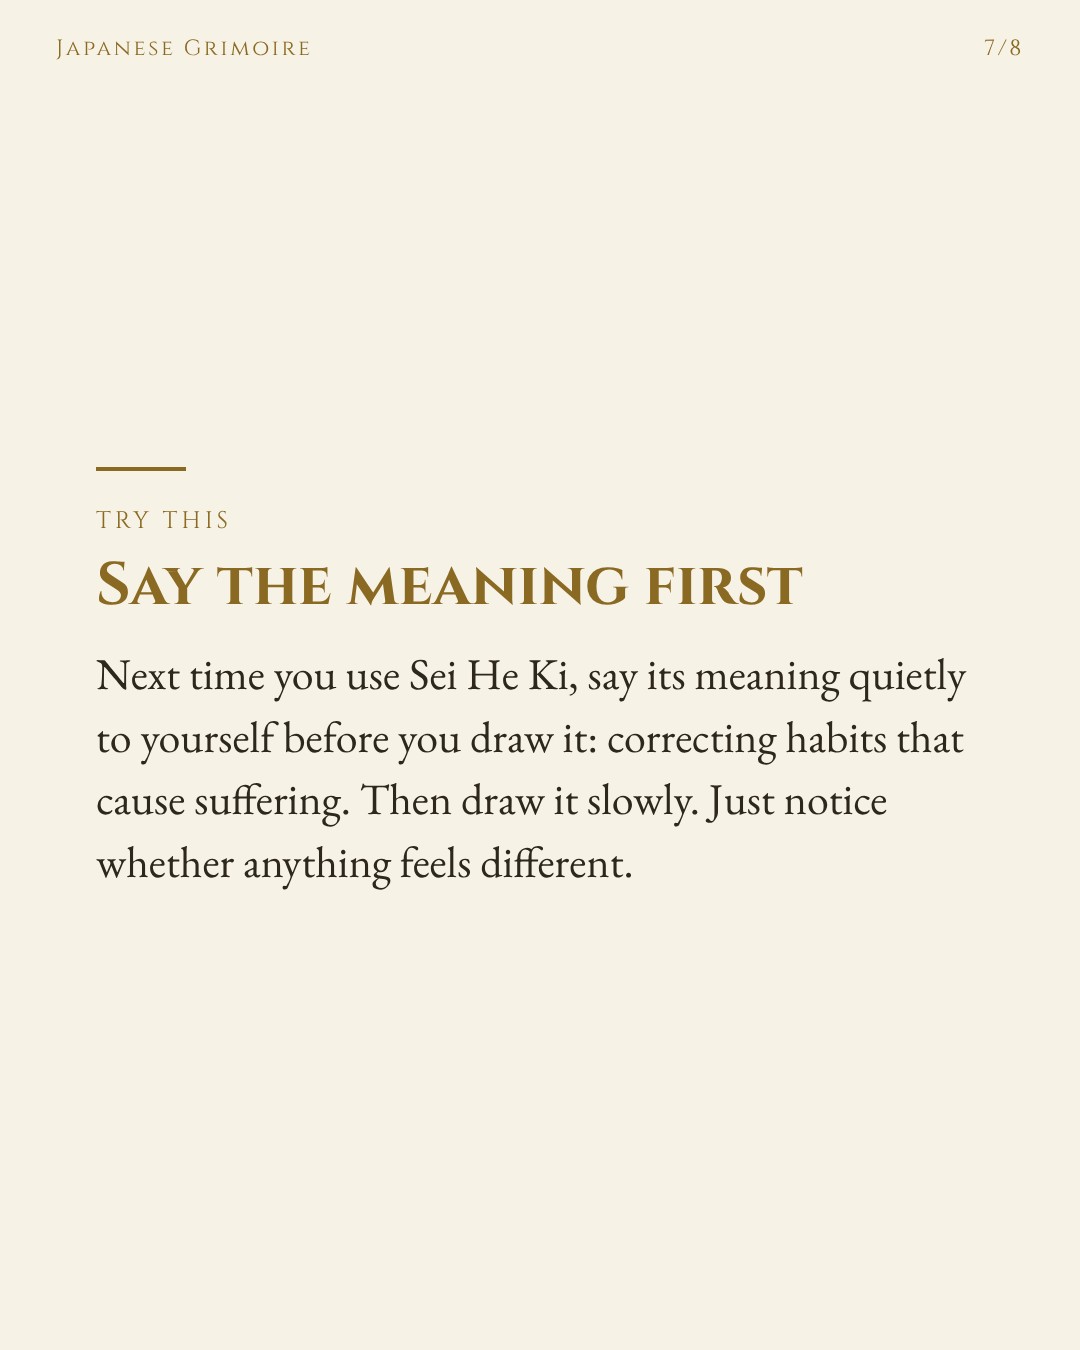 Japanese Grimoire
7/8
TRY THIS
Say the meaning first
Next time you use Sei He Ki, say its meaning quietly
to yourself before you draw it: correcting habits that
cause suffering. Then draw it slowly. Just notice
whether anything feels different.